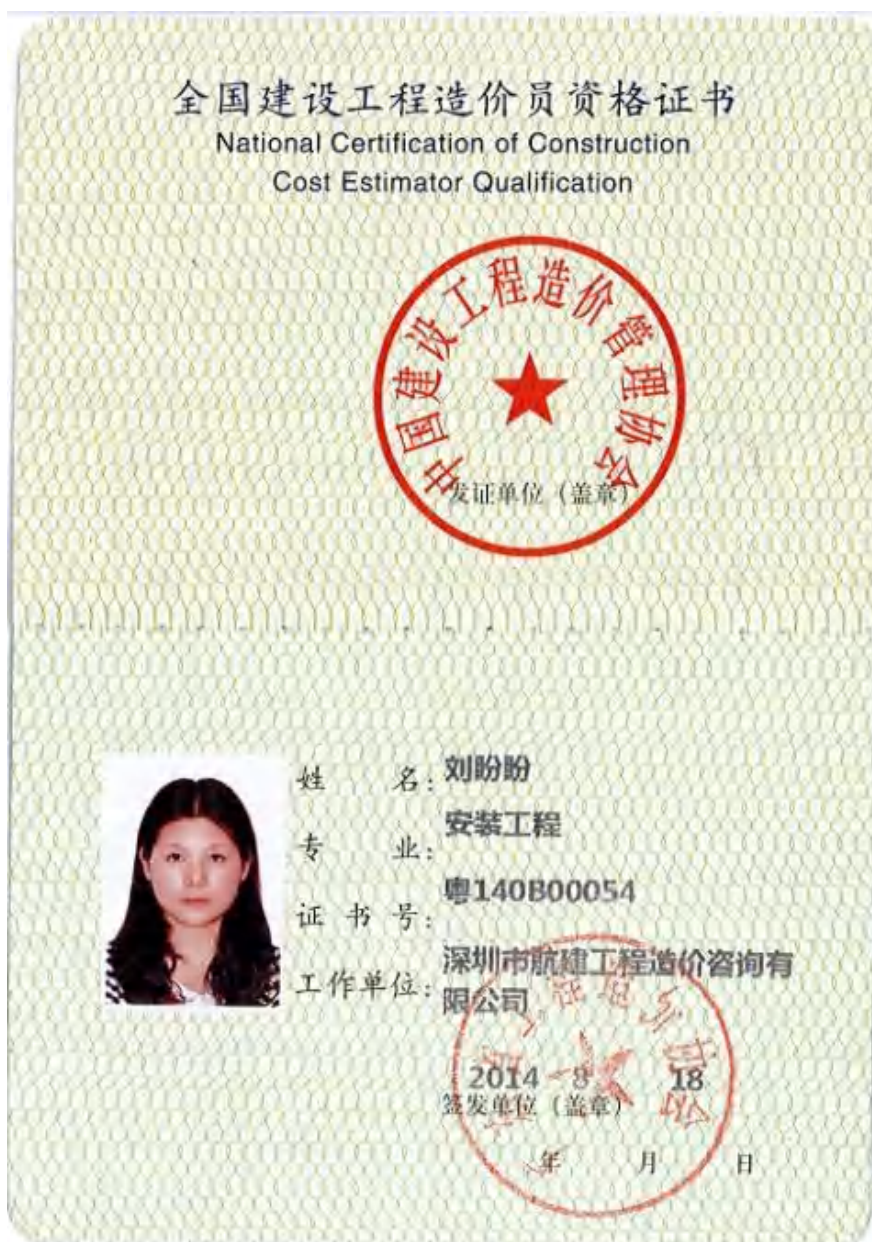 全国建设工程造价员资格证书
National Certification of Construction
Cost Estimator Qualification
中国建设工程造价管理协会
发证单位（盖章）
姓 名：刘盼盼
专 业：安装工程
证 书 号：粤140B00054
工作单位：深圳市航建工程造价咨询有
限公司
2014 8 18
签发单位（盖章）
年 月 日